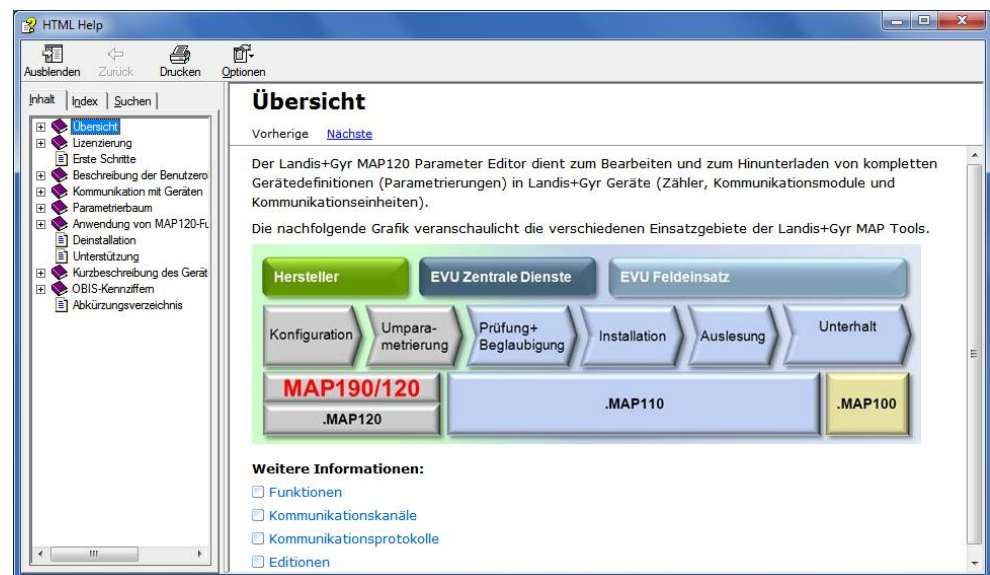 HTML Help
Ausblenden Zurück Drucken Optionen
Inhalt Index Suchen
Übersicht
Lizenzierung
Erste Schritte
Beschreibung der Benutzerol
Kommunikation mit Geräten
Parametrierbaum
Anwendung von MAP120-Fu
Deinstallation
Unterstützung
Kurzbeschreibung des Gerät
OBIS-Kennziffern
Abkürzungsverzeichnis
Übersicht
Vorherige Nächste
Der Landis+Gyr MAP120 Parameter Editor dient zum Bearbeiten und zum Hinunterladen von kompletten
Gerätedefinitionen (Parametrierungen) in Landis+Gyr Geräte (Zähler, Kommunikationsmodule und
Kommunikationseinheiten).
Die nachfolgende Grafik veranschaulicht die verschiedenen Einsatzgebiete der Landis+Gyr MAP Tools.
Hersteller
EVU Zentrale Dienste
EVU Feldeinsatz
Konfiguration
Umpara-
metrierung
Prüfung+
Beglaubigung
Installation
Auslesung
Unterhalt
MAP190/120
.MAP120
.MAP110
.MAP100
Weitere Informationen:
Funktionen
Kommunikationskanäle
Kommunikationsprotokolle
Editionen